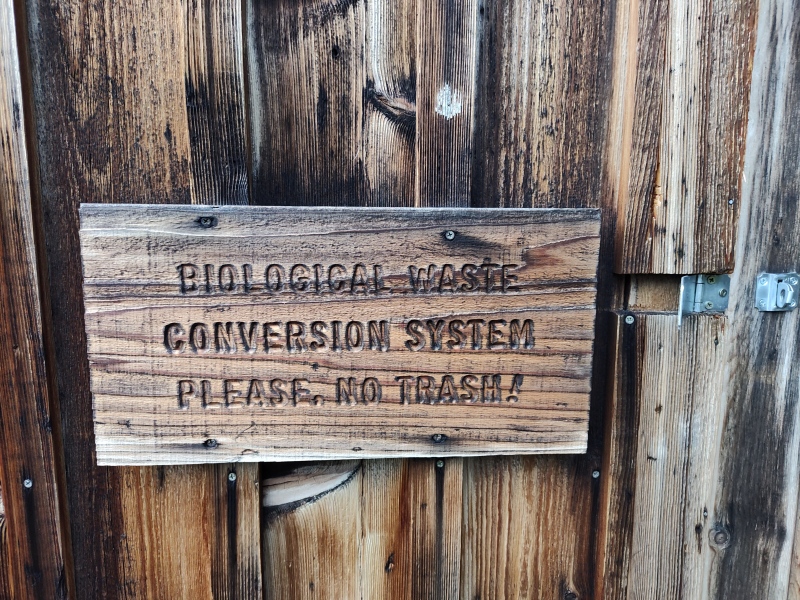 BIOLOGICAL WASTE
CONVERSION SYSTEM
PLEASE, NO TRASH!